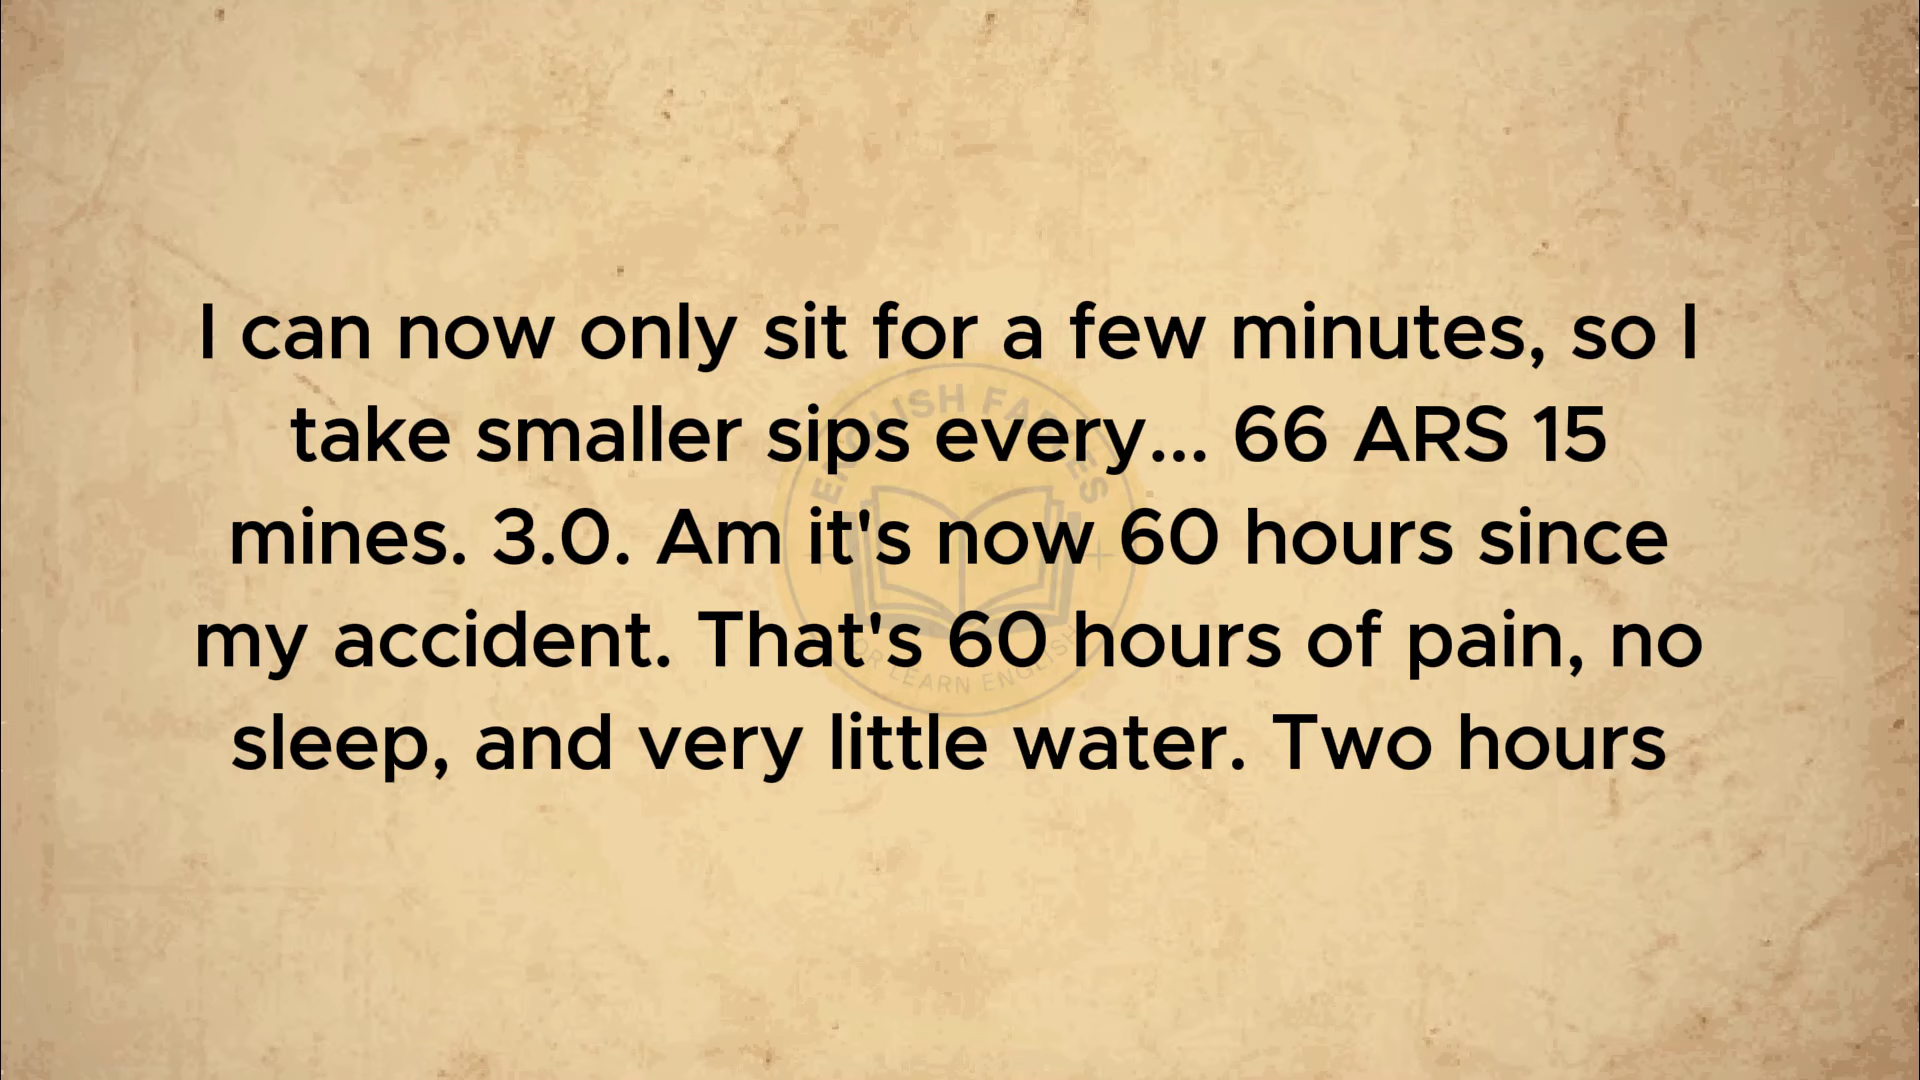 I can now only sit for a few minutes, so I
take smaller sips every... 66 ARS 15
mines. 3.0. Am it's now 60 hours since
my accident. That's 60 hours of pain, no
sleep, and very little water. Two hours